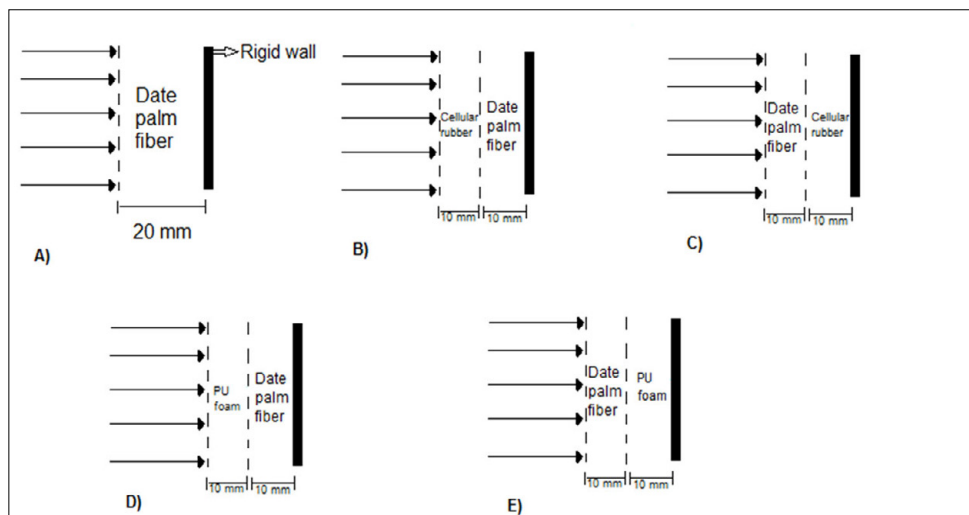 Rigid wall
Date
palm
fiber
20 mm
A)
Cellular
rubber
Date
palm
fiber
10 mm 10 mm
B)
Date
palm
fiber
Cellular
rubber
10 mm 10 mm
C)
PU
foam
Date
palm
fiber
10 mm 10 mm
D)
Date
palm
fiber
PU
foam
10 mm 10 mm
E)